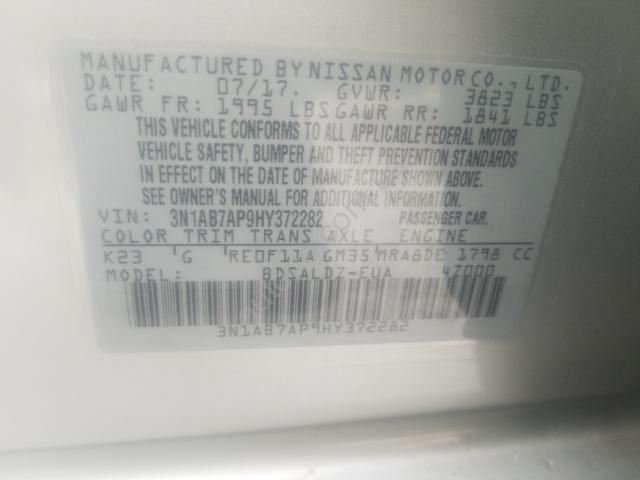 MANUFACTURED BY NISSAN MOTOR CO., LTD.
DATE: 07/17. GVWR: 3823 LBS
GAWR FR: 1995 LBS GAWR RR: 1841 LBS
THIS VEHICLE CONFORMS TO ALL APPLICABLE FEDERAL MOTOR
VEHICLE SAFETY, BUMPER AND THEFT PREVENTION STANDARDS
IN EFFECT ON THE DATE OF MANUFACTURE SHOWN ABOVE.
SEE OWNER'S MANUAL FOR ADDITIONAL INFORMATION.
VIN: 3N1AB7AP9HY372282 PASSENGER CAR.
COLOR TRIM TRANS AXLE ENGINE
K23 G RE0F11A GM35 MRA8DE 1798 CC
MODEL: BDSALDZ-EUA 4Z000
3N1AB7AP9HY372282